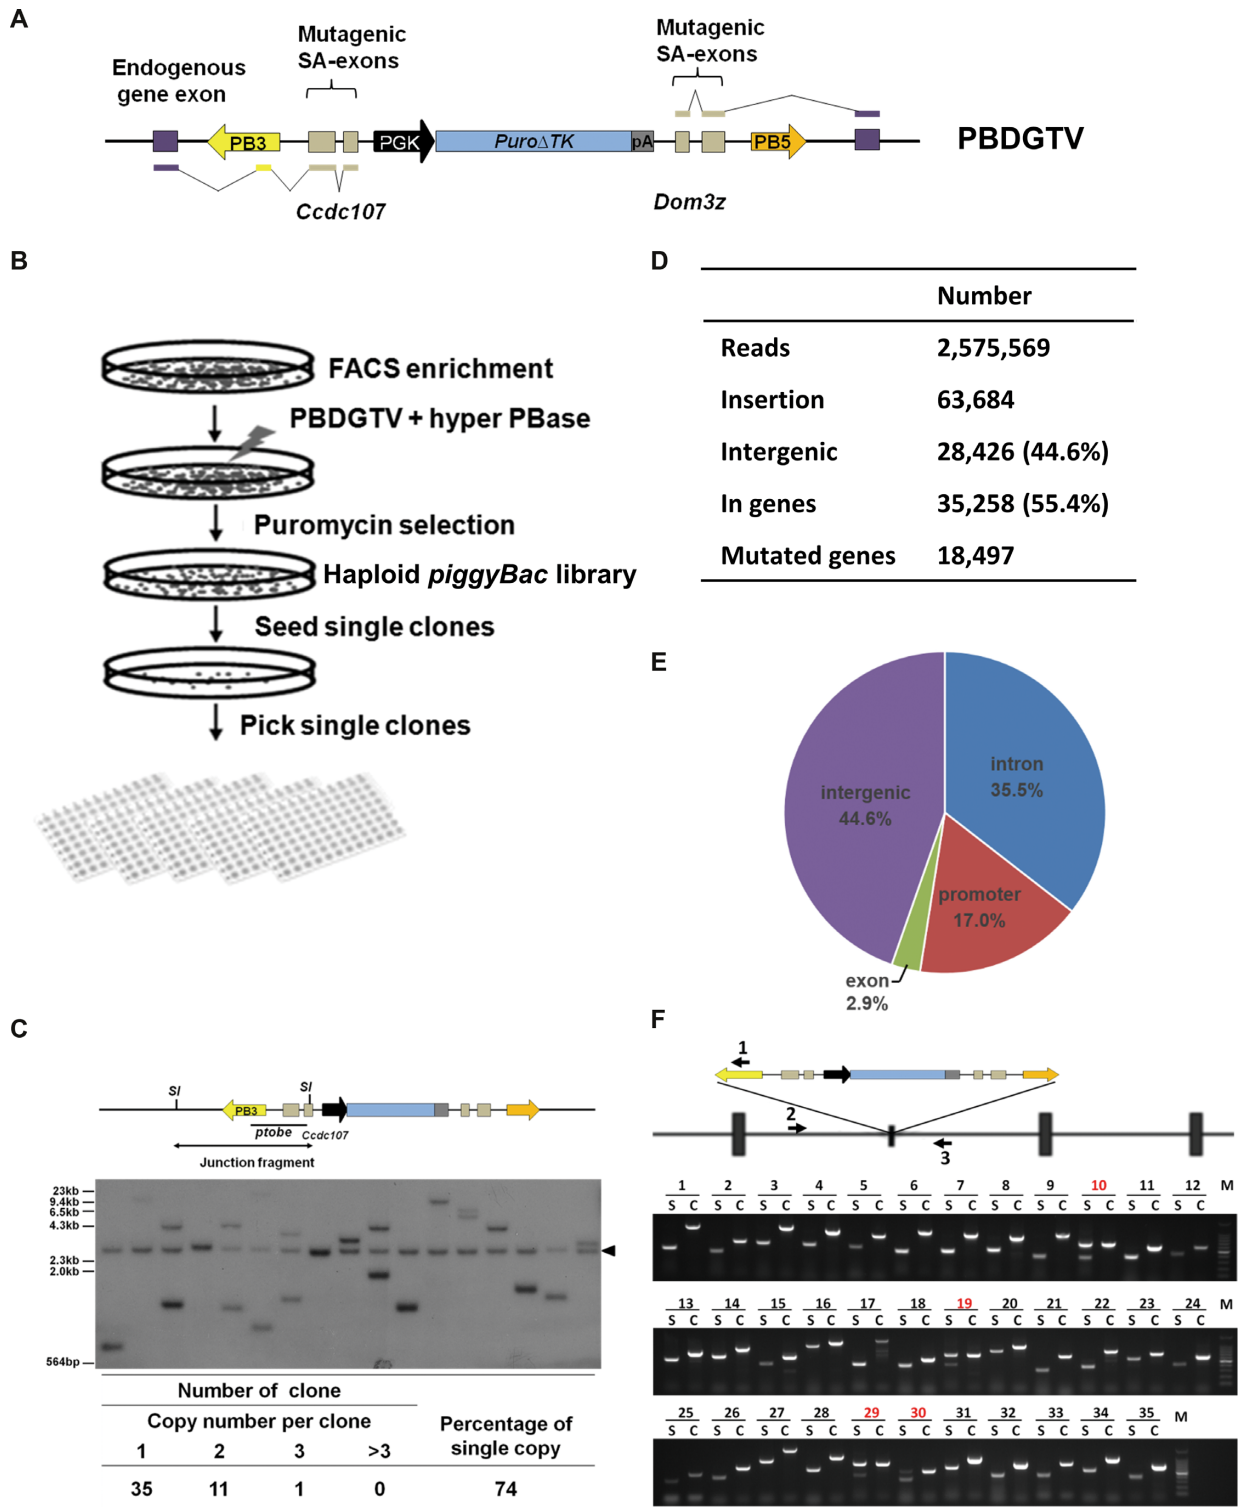 A
Mutagenic
SA-exons
Mutagenic
SA-exons
Endogenous
gene exon
PB3
PGK
PuroΔTK
pA
PB5
PBDGTV
Ccdc107
Dom3z
B
FACS enrichment
PBDGTV + hyper PBase
Puromycin selection
Haploid piggyBac library
Seed single clones
Pick single clones
D
Number
Reads 2,575,569
Insertion 63,684
Intergenic 28,426 (44.6%)
In genes 35,258 (55.4%)
Mutated genes 18,497
E
intron
35.5%
intergenic
44.6%
promoter
17.0%
exon
2.9%
C
SI
SI
PB3
ptobe
Ccdc107
Junction fragment
23kb
9.4kb
6.5kb
4.3kb
2.3kb
2.0kb
564bp
Number of clone
Copy number per clone
Percentage of
single copy
1 2 3 >3
35 11 1 0 74
F
1
2
3
1 2 3 4 5 6 7 8 9 10 11 12 M
S C S C S C S C S C S C S C S C S C S C S C S C
13 14 15 16 17 18 19 20 21 22 23 24 M
S C S C S C S C S C S C S C S C S C S C S C S C
25 26 27 28 29 30 31 32 33 34 35 M
S C S C S C S C S C S C S C S C S C S C S C